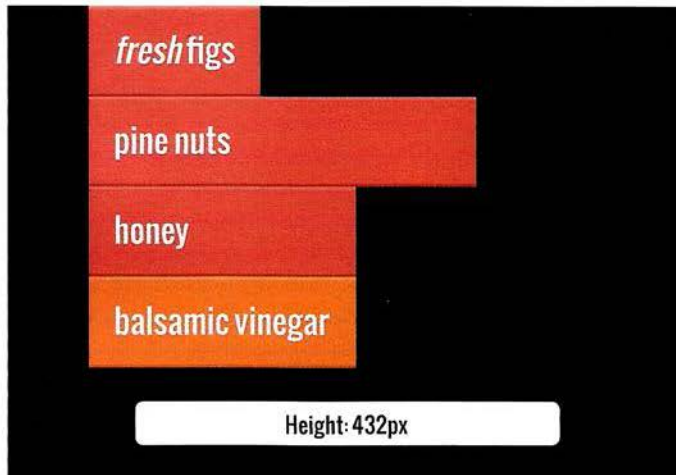 fresh figs
pine nuts
honey
balsamic vinegar
Height: 432px